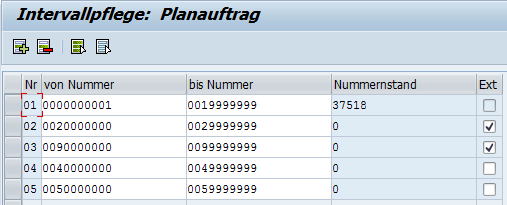 Intervallpflege: Planauftrag
Nr von Nummer bis Nummer Nummernstand Ext
01 0000000001 0019999999 37518
02 0020000000 0029999999 0
03 0090000000 0099999999 0
04 0040000000 0049999999 0
05 0050000000 0059999999 0